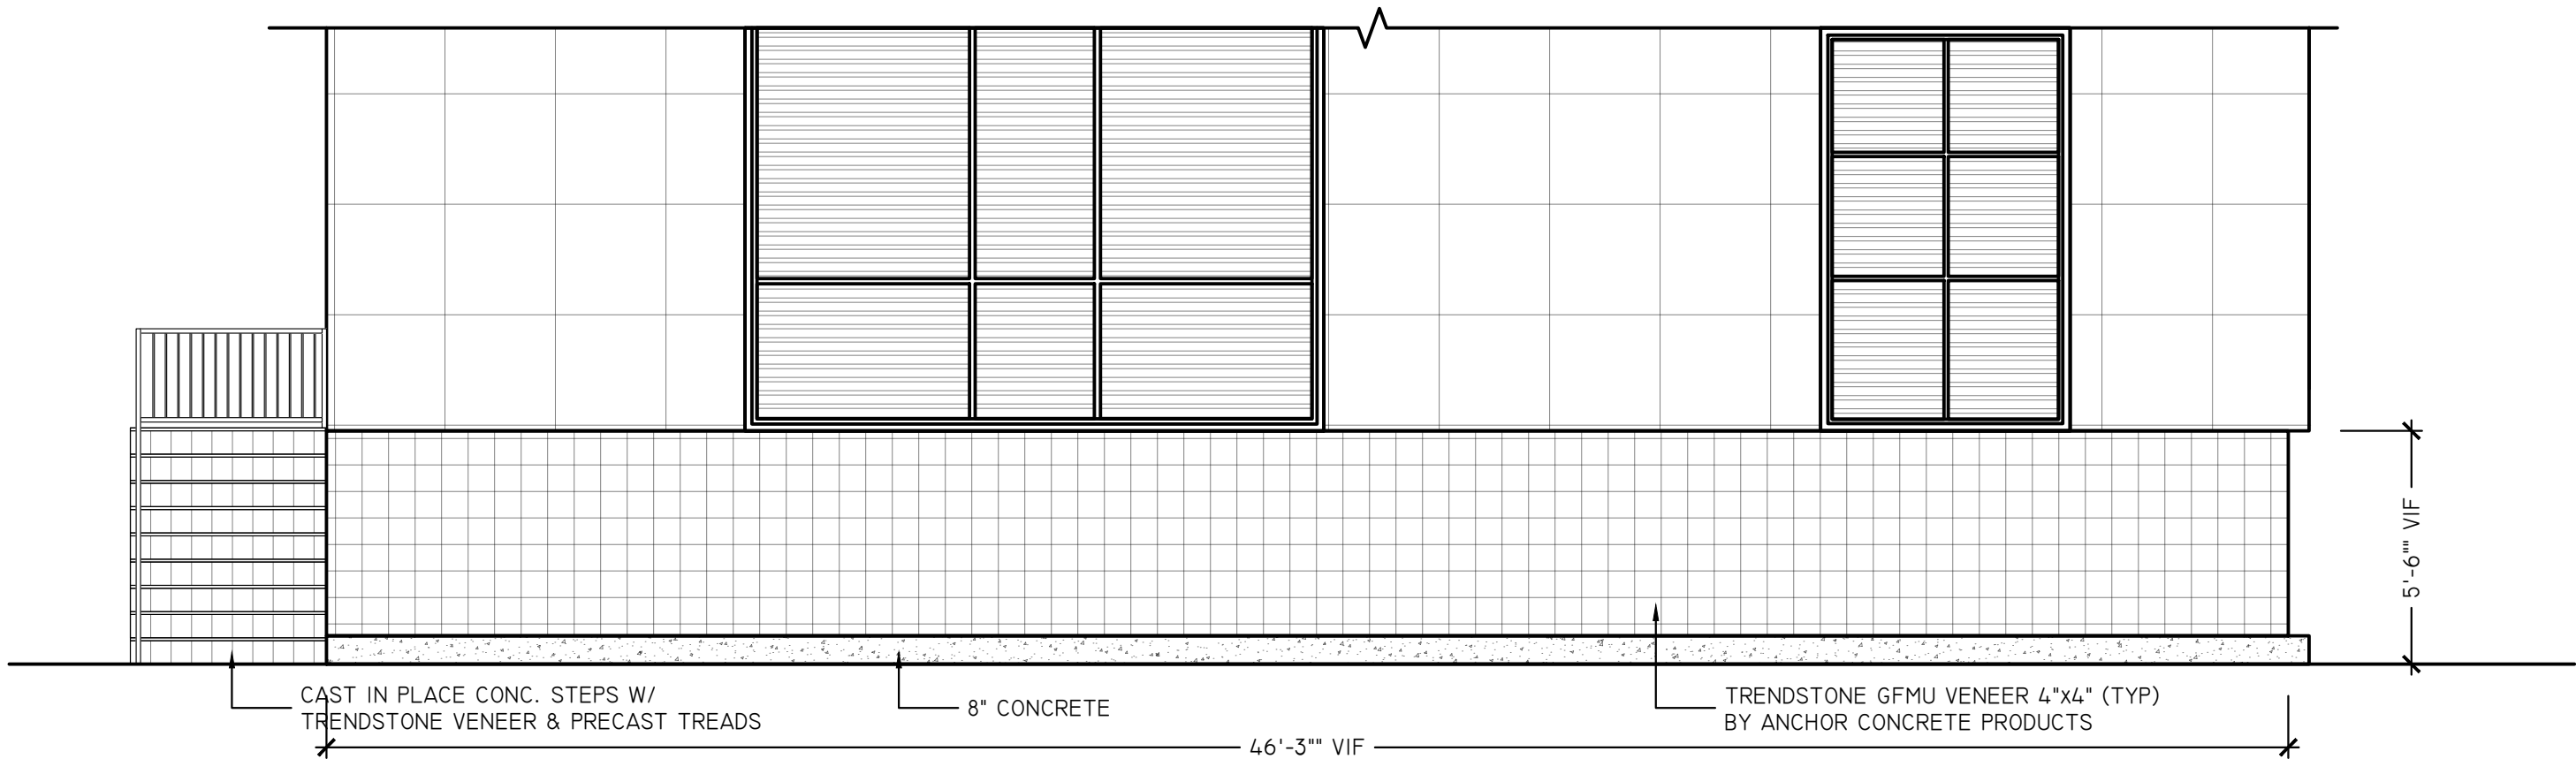 5'-6"" VIF
CAST IN PLACE CONC. STEPS W/
TRENDSTONE VENEER & PRECAST TREADS
8" CONCRETE
TRENDSTONE GFMU VENEER 4"x4" (TYP)
BY ANCHOR CONCRETE PRODUCTS
46'-3"" VIF